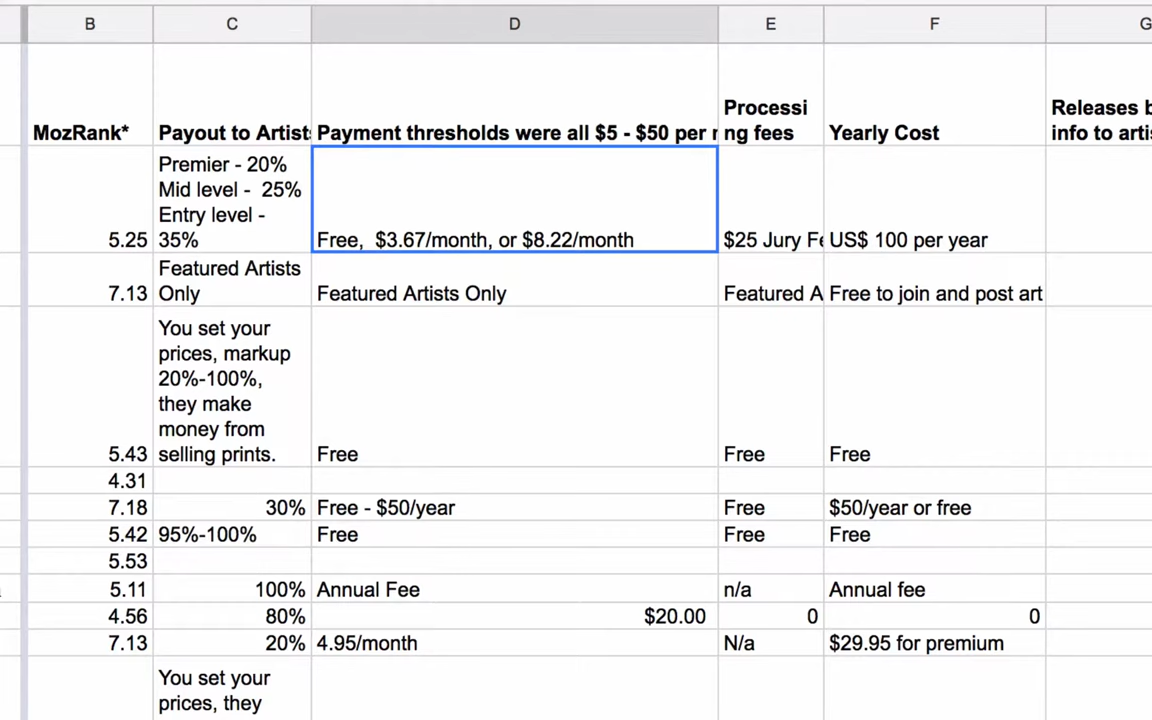 B C D E F G
Processi Releases b
MozRank* Payout to Artist Payment thresholds were all $5 - $50 per r ng fees Yearly Cost info to arti
Premier - 20%
Mid level -  25%
Entry level -
5.25 35% Free,  $3.67/month, or $8.22/month $25 Jury Fe US$ 100 per year
Featured Artists
7.13 Only Featured Artists Only Featured A Free to join and post art
You set your
prices, markup
20%-100%,
they make
money from
5.43 selling prints. Free Free Free
4.31
7.18 30% Free - $50/year Free $50/year or free
5.42 95%-100% Free Free Free
5.53
5.11 100% Annual Fee n/a Annual fee
4.56 80% $20.00 0 0
7.13 20% 4.95/month N/a $29.95 for premium
You set your
prices, they